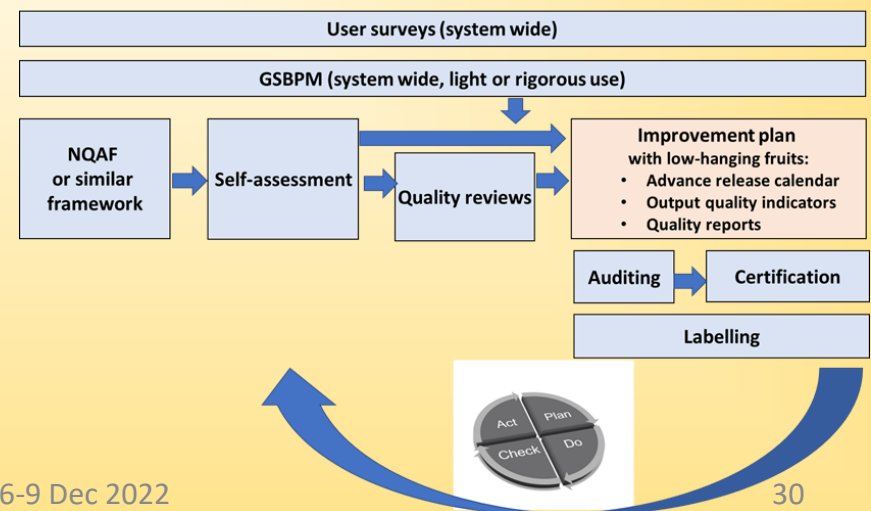 User surveys (system wide)
GSBPM (system wide, light or rigorous use)
NQAF
or similar
framework
Self-assessment
Quality reviews
Improvement plan
with low-hanging fruits:
• Advance release calendar
• Output quality indicators
• Quality reports
Auditing
Certification
Labelling
Act
Plan
Check
Do
6-9 Dec 2022
30